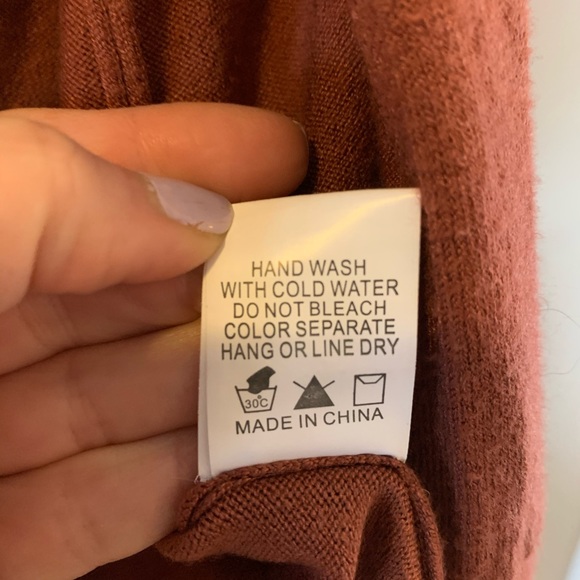 HAND WASH
WITH COLD WATER
DO NOT BLEACH
COLOR SEPARATE
HANG OR LINE DRY
30C
MADE IN CHINA